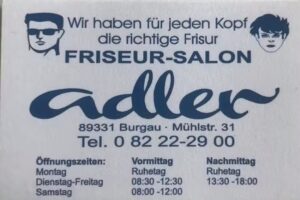 Wir haben für jeden Kopf
die richtige Frisur
FRISEUR-SALON
adler
89331 Burgau · Mühlstr. 31
Tel. 0 82 22-29 00
Öffnungszeiten: Vormittag Nachmittag
Montag Ruhetag Ruhetag
Dienstag-Freitag 08:30 -12:30 13:30 -18:00
Samstag 08:00 -12:00